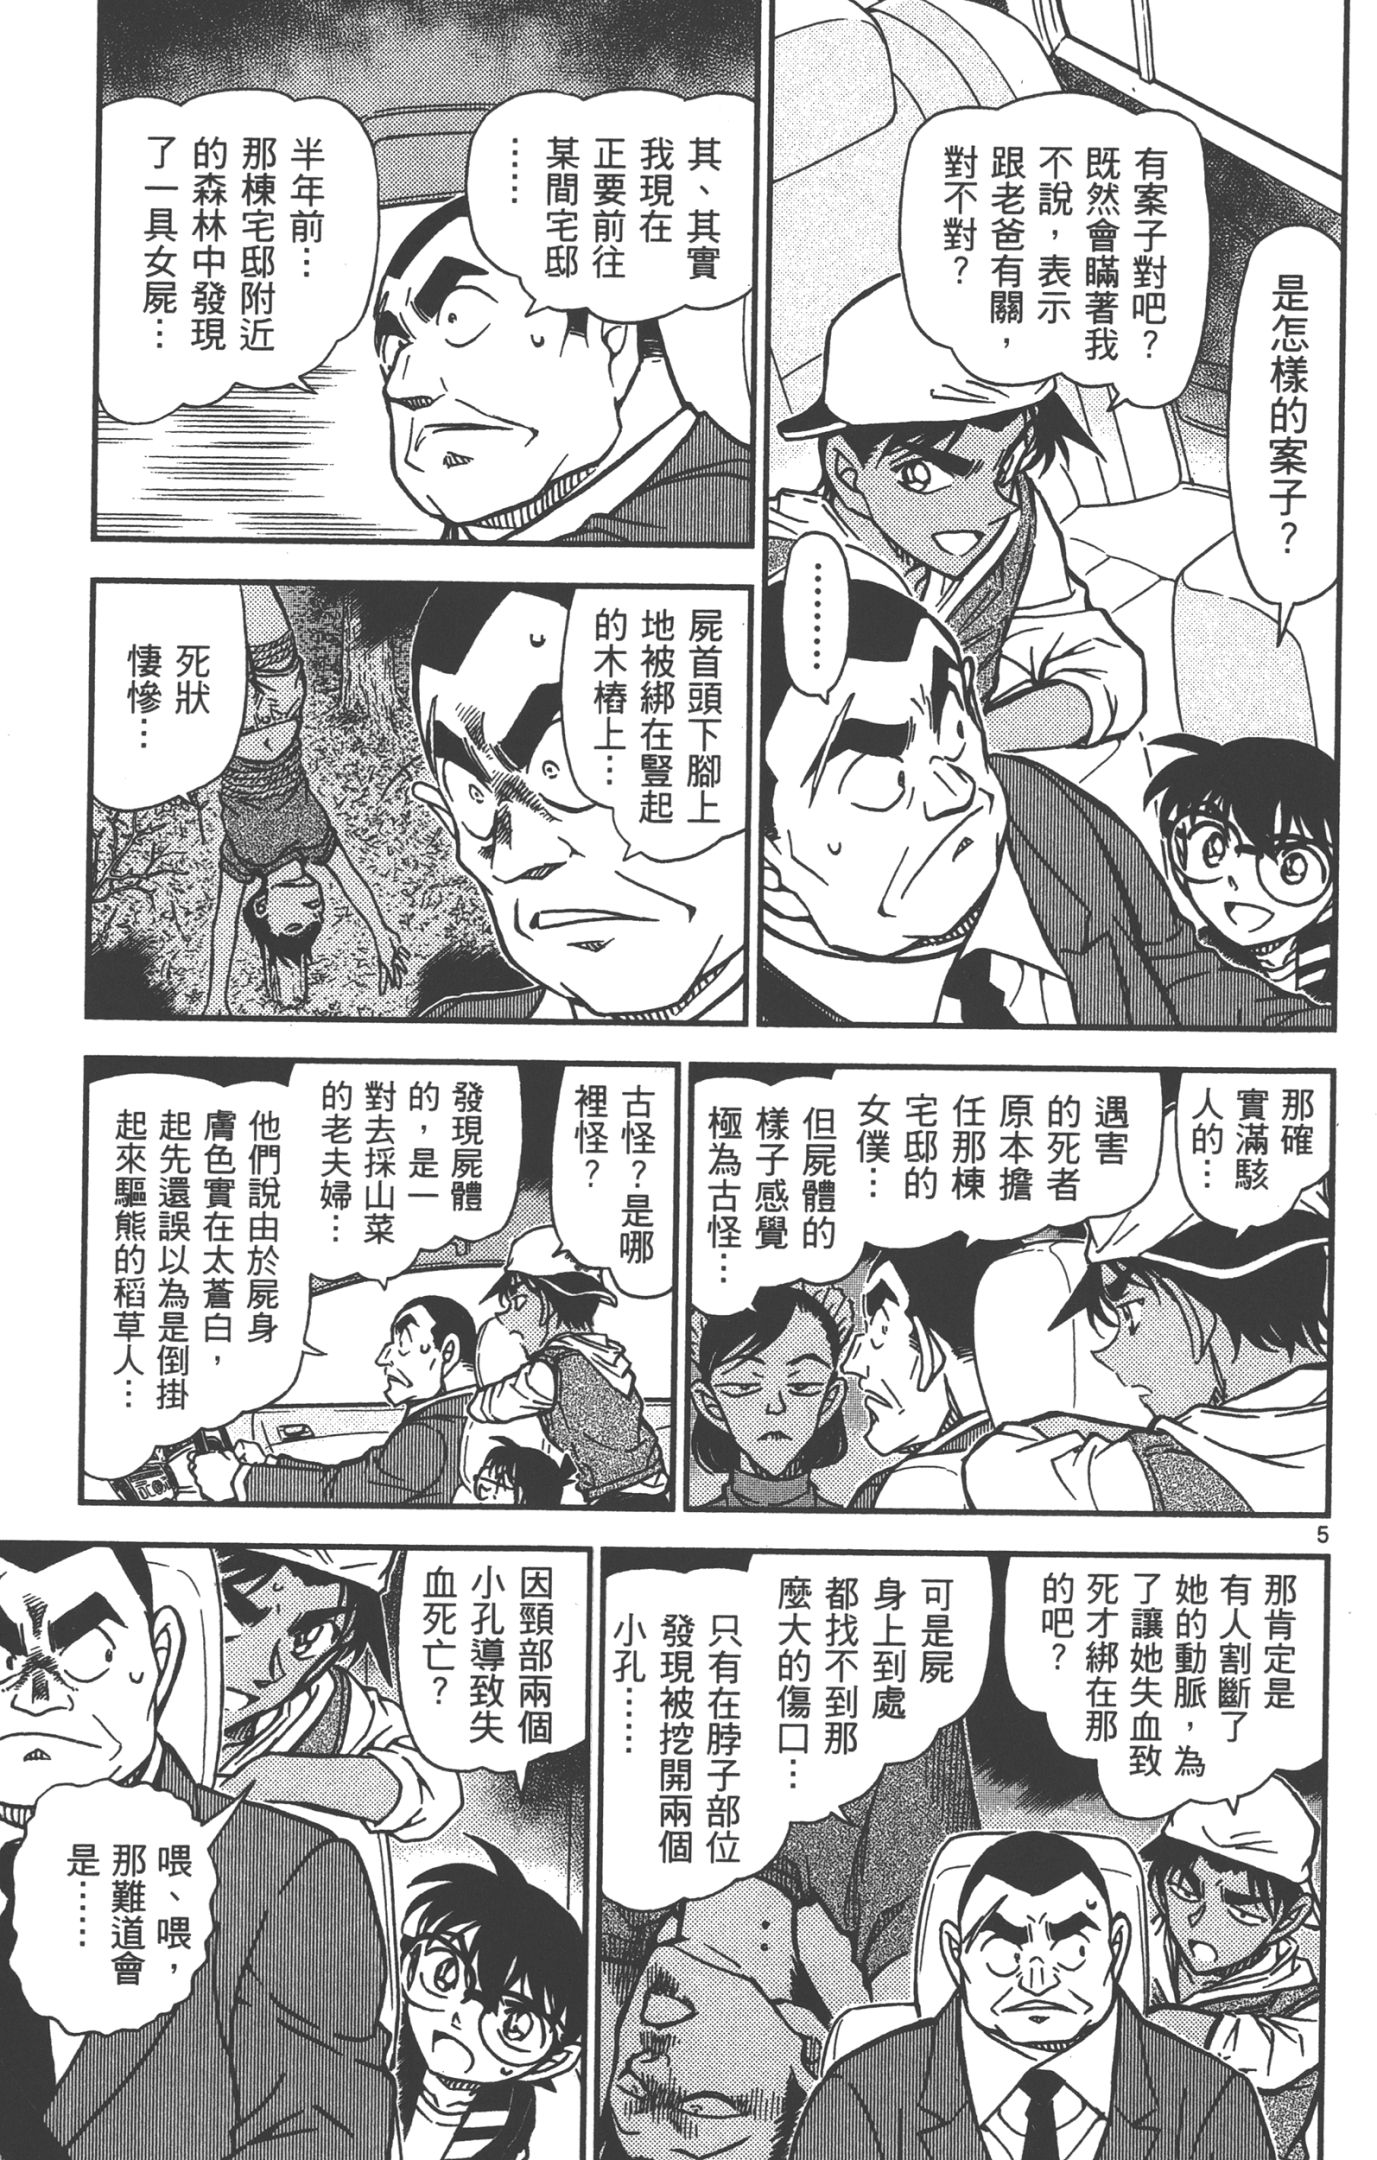 有案子對吧？
既然會瞞著我
不說，表示
跟老爸有關，
對不對？
是怎樣的案子？
………
其、其實
我現在
正要前往
某間宅邸
……
半年前…
那棟宅邸附近
的森林中發現
了一具女屍…
屍首頭下腳上
地被綁在豎起
的木樁上…
死狀
悽慘…
那確
實滿駭
人的…
遇害
的死者
原本擔
任那棟
宅邸的
女僕…
但屍體的
樣子感覺
極為古怪…
古怪？是哪
裡怪？
發現屍體
的，是一
對去採山菜
的老夫婦…
他們說由於屍身
膚色實在太蒼白，
起先還誤以為是倒掛
起來驅熊的稻草人…
5
那肯定是
有人割斷了
她的動脈，為
了讓她失血致
死才綁在那
的吧？
可是屍
身上到處
都找不到那
麼大的傷口…
只有在脖子部位
發現被挖開兩個
小孔……
因頸部兩個
小孔導致失
血死亡？
喂、喂，
那難道會
是……